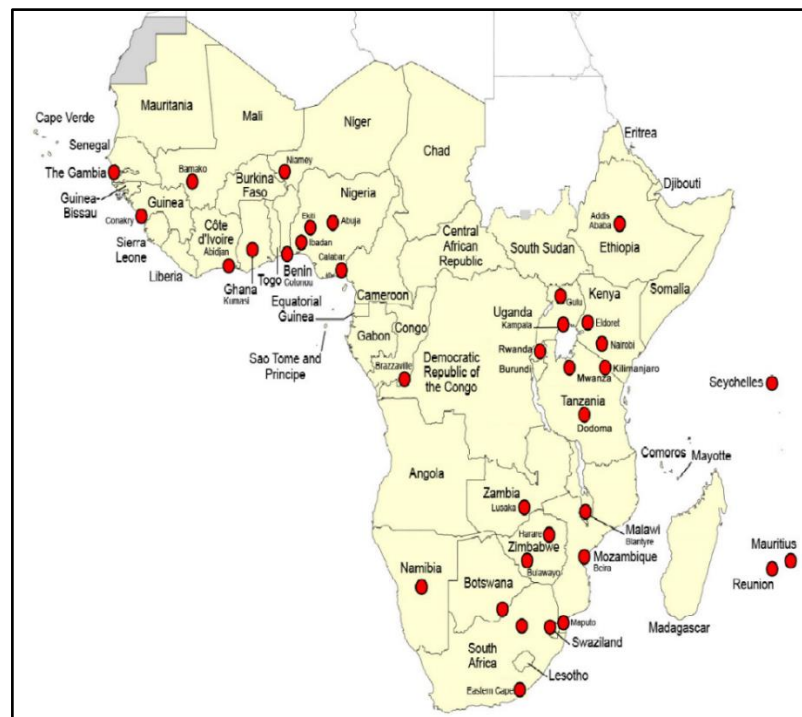 Cape Verde
Mauritania
Mali
Niger
Chad
Eritrea
Senegal
The Gambia
Bamako
Niamey
Burkina
Faso
Djibouti
Guinea-
Bissau
Guinea
Nigeria
Ekiti
Abuja
Addis
Ababa
Conakry
Côte
d'Ivoire
Abidjan
Ibadan
Central
African
Republic
South Sudan
Ethiopia
Sierra
Leone
Liberia
Calabar
Benin
Cotonou
Togo
Ghana
Kumasi
Cameroon
Somalia
Equatorial
Guinea
Gulu
Kenya
Uganda
Kampala
Eldoret
Gabon
Congo
Rwanda
Nairobi
Sao Tome and
Principe
Democratic
Republic of
the Congo
Burundi
Kilimanjaro
Mwanza
Brazzaville
Seychelles
Tanzania
Dodoma
Comoros
Mayotte
Angola
Zambia
Lusaka
Malawi
Blantyre
Harare
Zimbabwe
Bulawayo
Mozambique
Beira
Mauritius
Reunion
Namibia
Botswana
Maputo
Madagascar
Swaziland
South
Africa
Lesotho
Eastern Cape